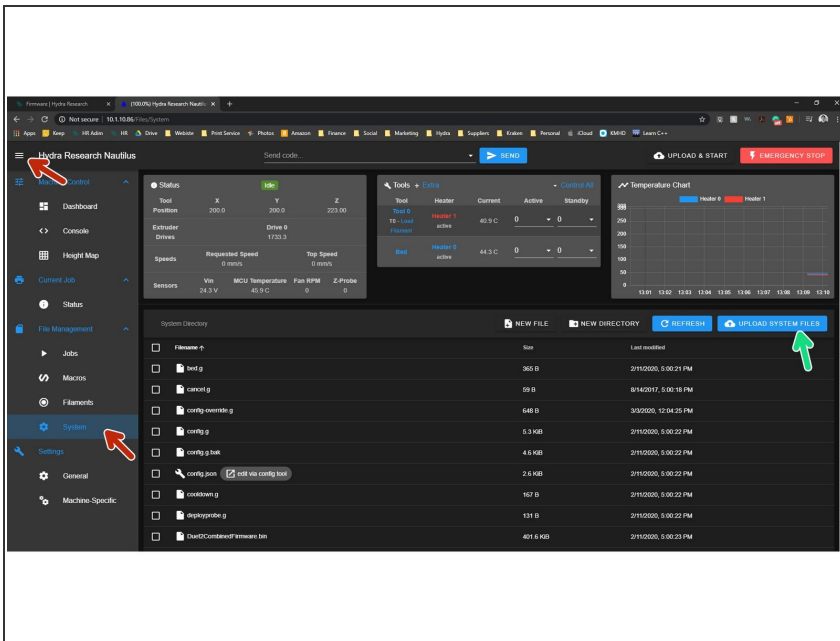 Firmware | Hydra Research
(100.0%) Hydra Research Nautilus
Not secure | 10.1.10.86/Files/System
Apps Keep HR Admin HR Drive Website Print Service Photos Amazon Finance Social Marketing Hydra Suppliers Kraken Personal iCloud KMHD Learn C++
Hydra Research Nautilus Send code... SEND UPLOAD & START EMERGENCY STOP
Machine Control
Dashboard
Console
Height Map
Current Job
Status
File Management
Jobs
Macros
Filaments
System
Settings
General
Machine-Specific
Status Idle
Tool Position X Y Z
200.0 200.0 223.00
Extruder Drives Drive 0
1733.3
Speeds Requested Speed Top Speed
0 mm/s 0 mm/s
Sensors Vin MCU Temperature Fan RPM Z-Probe
24.3 V 45.9 C 0 0
Tools + Extra Control All
Tool Heater Current Active Standby
Tool 0 Heater 1 40.9 C 0 0
T0 - Load Filament active
Bed Heater 0 44.3 C 0 0
active
Temperature Chart
Heater 0 Heater 1
300
250
200
150
100
50
0
13:01 13:02 13:03 13:04 13:05 13:06 13:07 13:08 13:09 13:10
System Directory NEW FILE NEW DIRECTORY REFRESH UPLOAD SYSTEM FILES
Filename Size Last modified
bed.g 365 B 2/11/2020, 5:00:21 PM
cancel.g 59 B 8/14/2017, 5:00:18 PM
config-override.g 648 B 3/3/2020, 12:04:25 PM
config.g 5.3 KiB 2/11/2020, 5:00:22 PM
config.g.bak 4.6 KiB 2/11/2020, 5:00:22 PM
config.json edit via config tool 2.6 KiB 2/11/2020, 5:00:22 PM
cooldown.g 167 B 2/11/2020, 5:00:22 PM
deployprobe.g 131 B 2/11/2020, 5:00:22 PM
Duet2CombinedFirmware.bin 401.6 KiB 2/11/2020, 5:00:23 PM